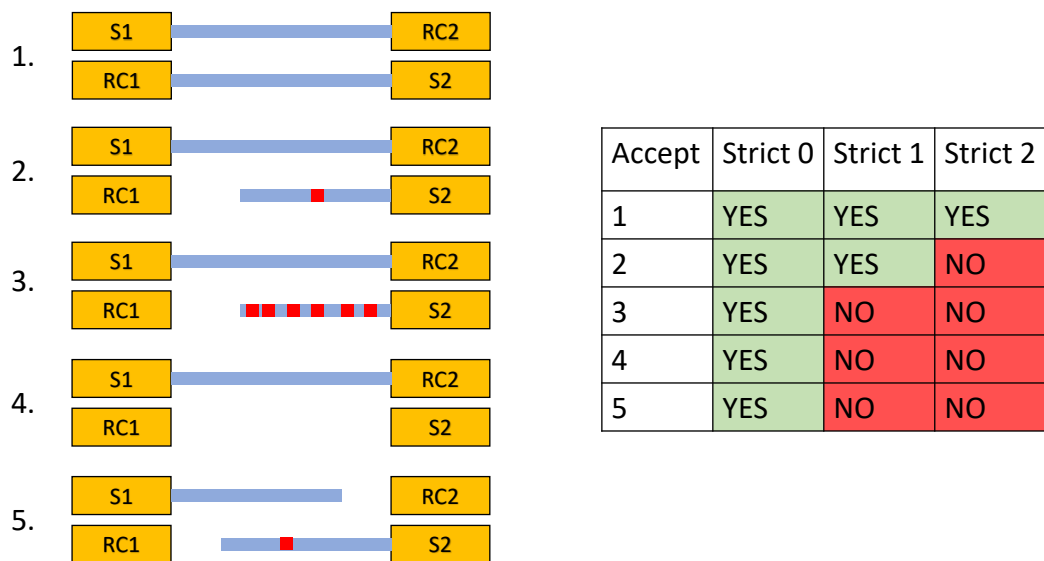 1.
S1 RC2
RC1 S2
2.
S1 RC2
RC1 S2
3.
S1 RC2
RC1 S2
4.
S1 RC2
RC1 S2
5.
S1 RC2
RC1 S2
Accept Strict 0 Strict 1 Strict 2
1 YES YES YES
2 YES YES NO
3 YES NO NO
4 YES NO NO
5 YES NO NO